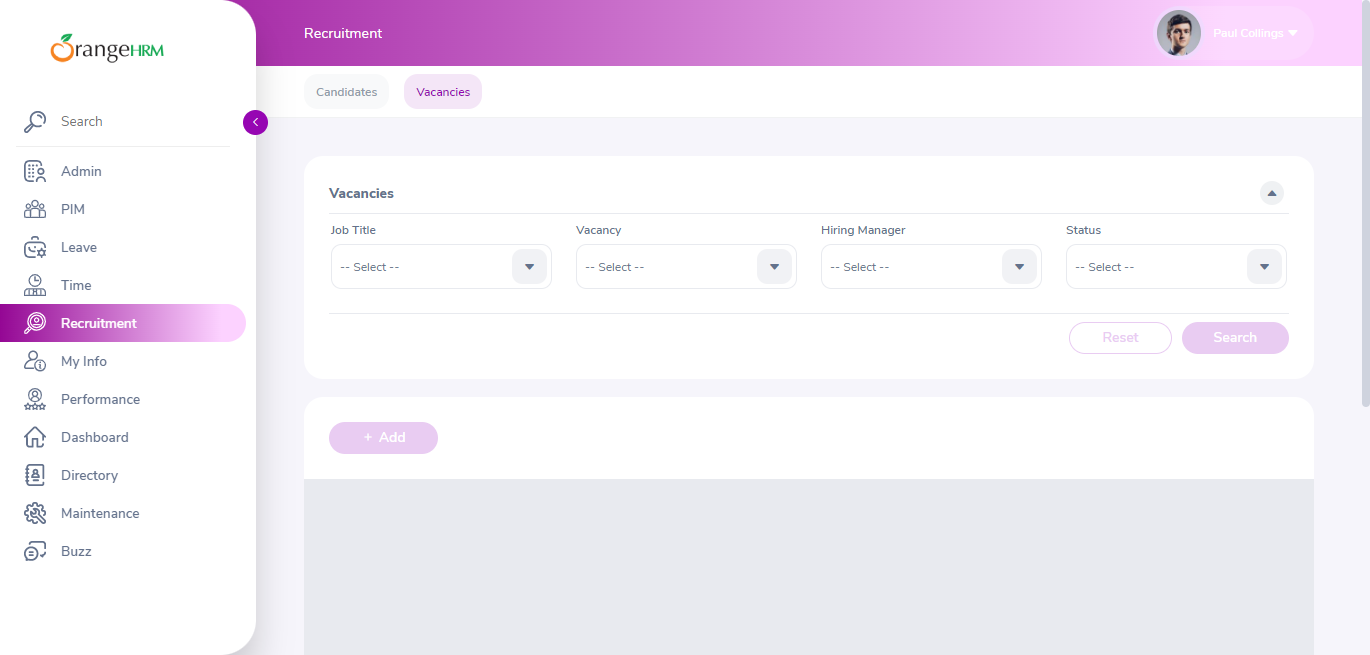 OrangeHRM
Recruitment
Paul Collings
Candidates
Vacancies
Search
Admin
PIM
Leave
Time
Recruitment
My Info
Performance
Dashboard
Directory
Maintenance
Buzz
Vacancies
Job Title
Vacancy
Hiring Manager
Status
-- Select --
-- Select --
-- Select --
-- Select --
Reset
Search
+ Add